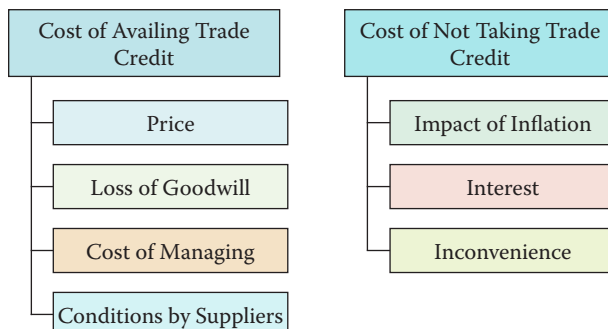 Cost of Availing Trade
Credit
Price
Loss of Goodwill
Cost of Managing
Conditions by Suppliers
Cost of Not Taking Trade
Credit
Impact of Inflation
Interest
Inconvenience